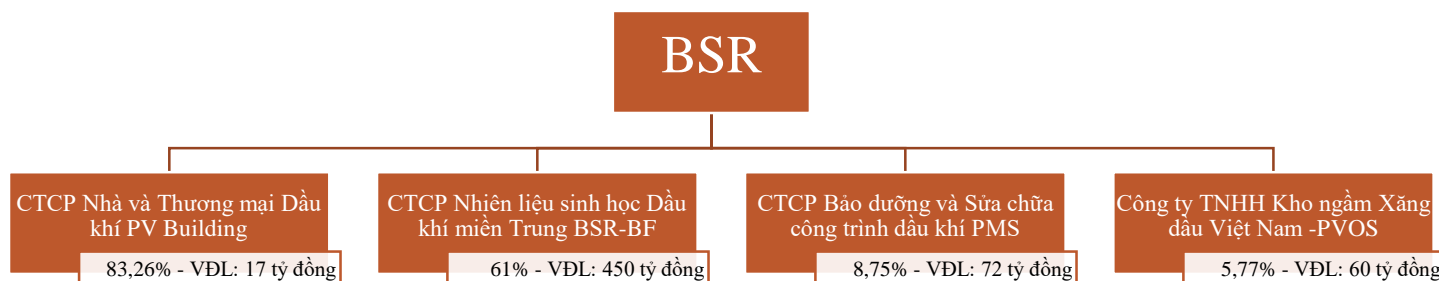 BSR
CTCP Nhà và Thương mại Dầu
khí PV Building
83,26% - VĐL: 17 tỷ đồng
CTCP Nhiên liệu sinh học Dầu
khí miền Trung BSR-BF
61% - VĐL: 450 tỷ đồng
CTCP Bảo dưỡng và Sửa chữa
công trình dầu khí PMS
8,75% - VĐL: 72 tỷ đồng
Công ty TNHH Kho ngầm Xăng
dầu Việt Nam -PVOS
5,77% - VĐL: 60 tỷ đồng